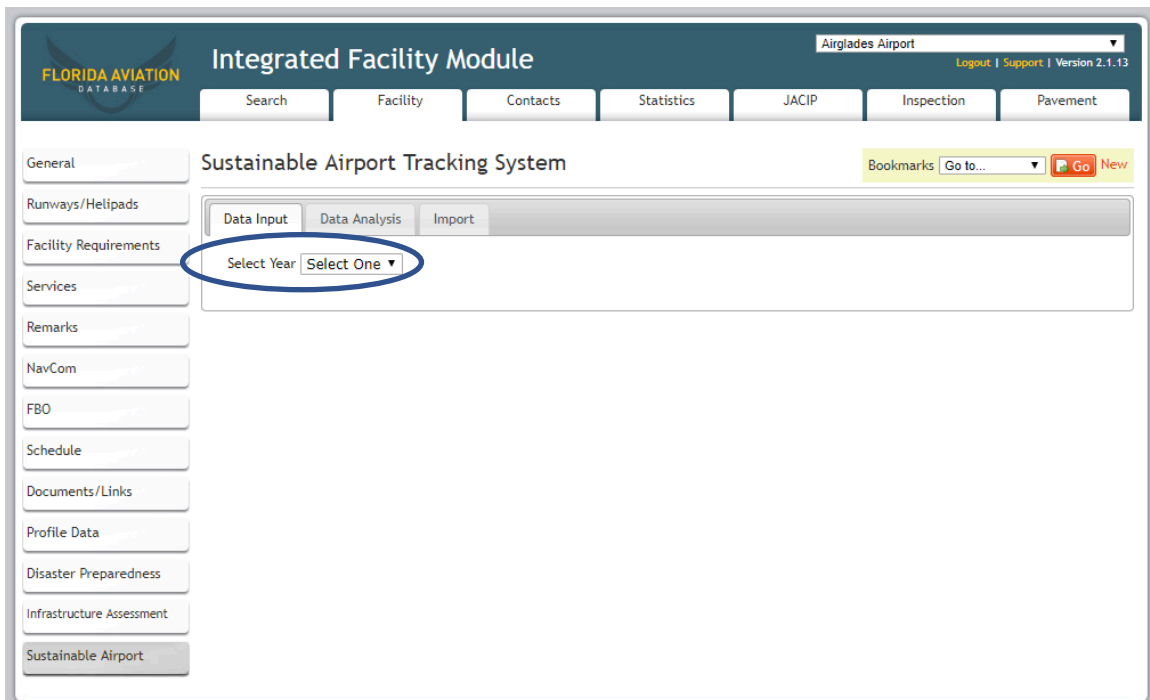 FLORIDA AVIATION
DATABASE
Integrated Facility Module
Airglades Airport
Logout | Support | Version 2.1.13
Search Facility Contacts Statistics JACIP Inspection Pavement
General
Runways/Helipads
Facility Requirements
Services
Remarks
NavCom
FBO
Schedule
Documents/Links
Profile Data
Disaster Preparedness
Infrastructure Assessment
Sustainable Airport
Sustainable Airport Tracking System
Bookmarks Go to... Go New
Data Input Data Analysis Import
Select Year Select One